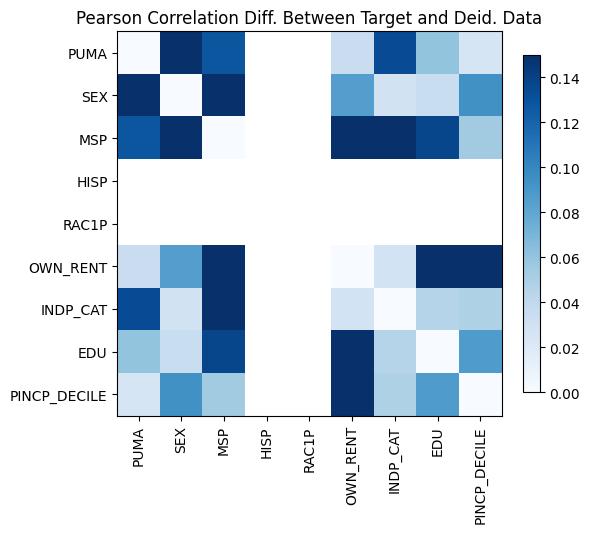 Pearson Correlation Diff. Between Target and Deid. Data
PUMA
SEX
MSP
HISP
RAC1P
OWN_RENT
INDP_CAT
EDU
PINCP_DECILE
0.14
0.12
0.10
0.08
0.06
0.04
0.02
0.00
PUMA
SEX
MSP
HISP
RAC1P
OWN_RENT
INDP_CAT
EDU
PINCP_DECILE